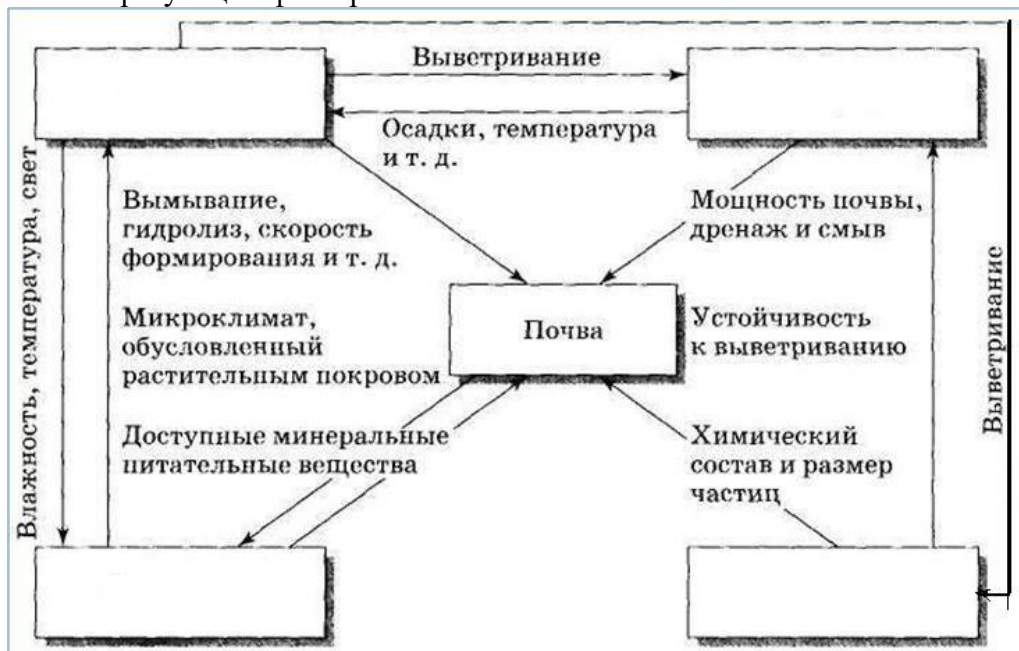 Выветривание
Осадки, температура
и т. д.
Влажность, температура, свет
Вымывание,
гидролиз, скорость
формирования и т. д.
Мощность почвы,
дренаж и смыв
Микроклимат,
обусловленный
растительным покровом
Почва
Устойчивость
к выветриванию
Выветривание
Доступные минеральные
питательные вещества
Химический
состав и размер
частиц